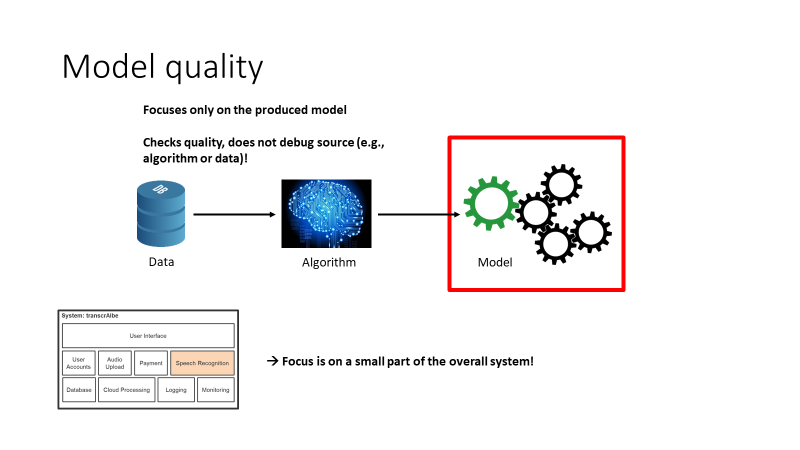 Model quality
Focuses only on the produced model
Checks quality, does not debug source (e.g.,
algorithm or data)!
DB
Data
Algorithm
Model
System: transcrAIbe
User Interface
User
Accounts
Audio
Upload
Payment
Speech Recognition
Database
Cloud Processing
Logging
Monitoring
→ Focus is on a small part of the overall system!